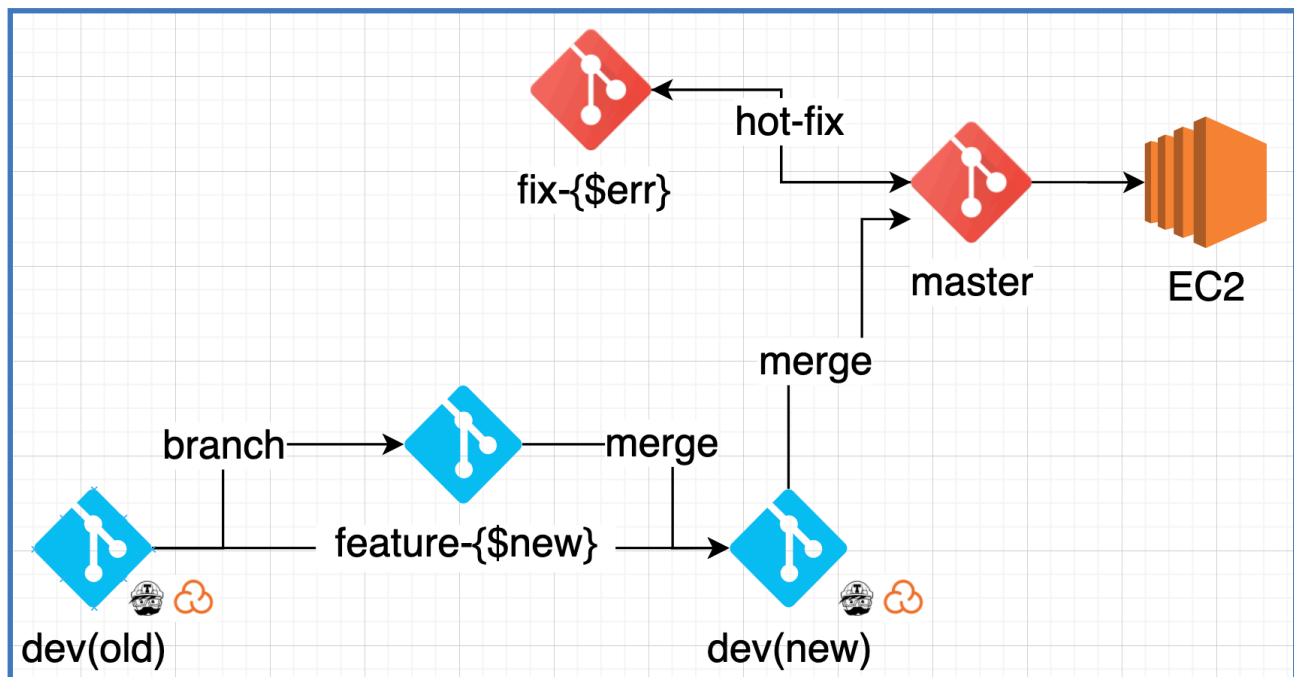 hot-fix
fix-{$err}
master
EC2
merge
branch
merge
feature-{$new}
dev(old)
dev(new)